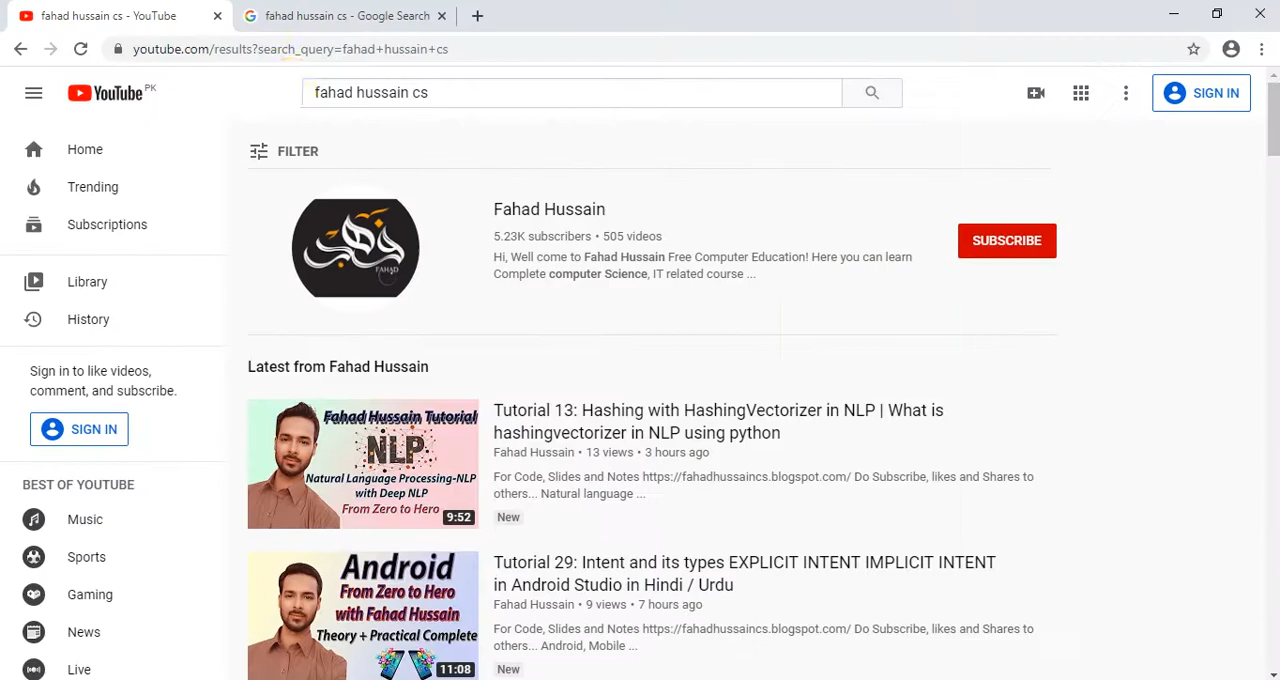 fahad hussain cs - YouTube
fahad hussain cs - Google Search
youtube.com/results?search_query=fahad+hussain+cs
YouTube PK
fahad hussain cs
SIGN IN
Home
Trending
Subscriptions
Library
History
Sign in to like videos,
comment, and subscribe.
SIGN IN
BEST OF YOUTUBE
Music
Sports
Gaming
News
Live
FILTER
فهد
FAHAD
Fahad Hussain
5.23K subscribers • 505 videos
Hi, Well come to Fahad Hussain Free Computer Education! Here you can learn
Complete computer Science, IT related course ...
SUBSCRIBE
Latest from Fahad Hussain
Fahad Hussain Tutorial
NLP
Natural Language Processing-NLP
with Deep NLP
From Zero to Hero
9:52
Tutorial 13: Hashing with HashingVectorizer in NLP | What is
hashingvectorizer in NLP using python
Fahad Hussain • 13 views • 3 hours ago
For Code, Slides and Notes https://fahadhussaincs.blogspot.com/ Do Subscribe, likes and Shares to
others... Natural language ...
New
Android
From Zero to Hero
with Fahad Hussain
Theory + Practical Complete
11:08
Tutorial 29: Intent and its types EXPLICIT INTENT IMPLICIT INTENT
in Android Studio in Hindi / Urdu
Fahad Hussain • 9 views • 7 hours ago
For Code, Slides and Notes https://fahadhussaincs.blogspot.com/ Do Subscribe, likes and Shares to
others... Android, Mobile ...
New